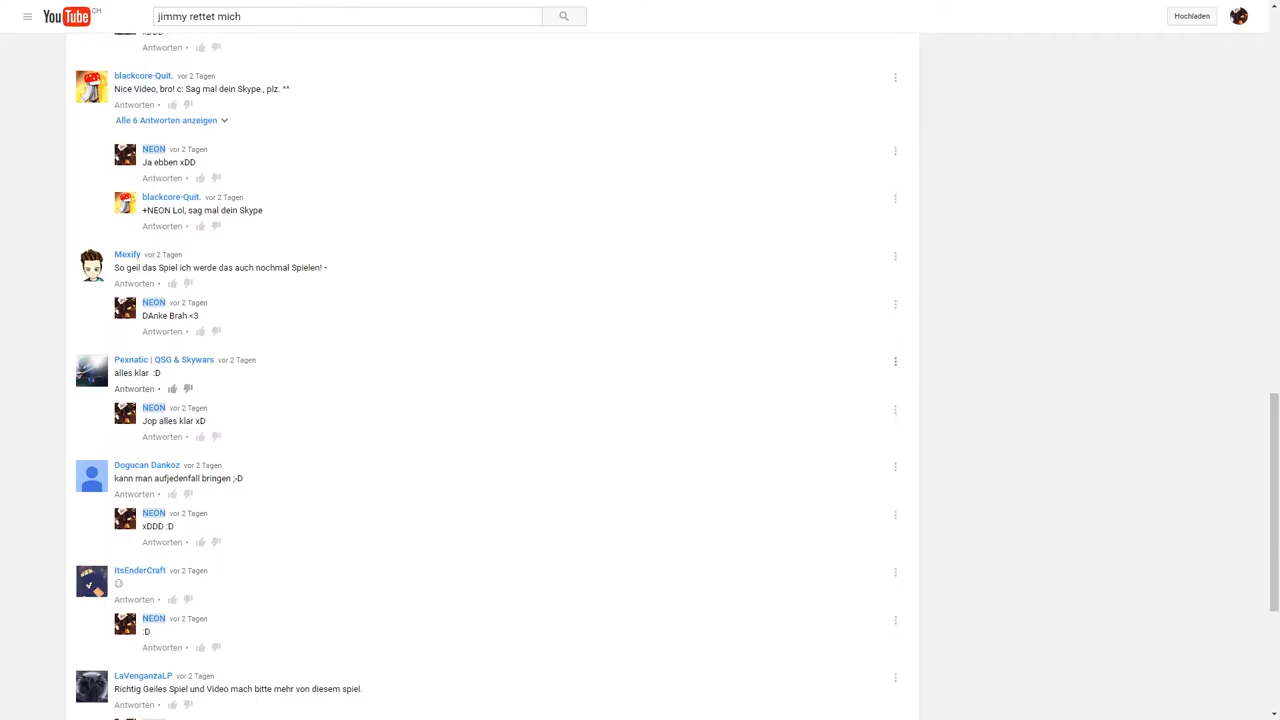 YouTube CH
jimmy rettet mich
Hochladen
Antworten •
blackcore-Quit. vor 2 Tagen
Nice Video, bro! c: Sag mal dein Skype., plz. ^^
Antworten •
Alle 6 Antworten anzeigen
NEON vor 2 Tagen
Ja ebben xDD
Antworten •
blackcore-Quit. vor 2 Tagen
+NEON Lol, sag mal dein Skype
Antworten •
Mexify vor 2 Tagen
So geil das Spiel ich werde das auch nochmal Spielen! -
Antworten •
NEON vor 2 Tagen
DAnke Brah <3
Antworten •
Pexnatic | QSG & Skywars vor 2 Tagen
alles klar :D
Antworten •
NEON vor 2 Tagen
Jop alles klar xD
Antworten •
Dogucan Dankoz vor 2 Tagen
kann man aufjedenfall bringen ;-D
Antworten •
NEON vor 2 Tagen
xDDD :D
Antworten •
ItsEnderCraft vor 2 Tagen
Antworten •
NEON vor 2 Tagen
:D
Antworten •
LaVenganzaLP vor 2 Tagen
Richtig Geiles Spiel und Video mach bitte mehr von diesem spiel.
Antworten •